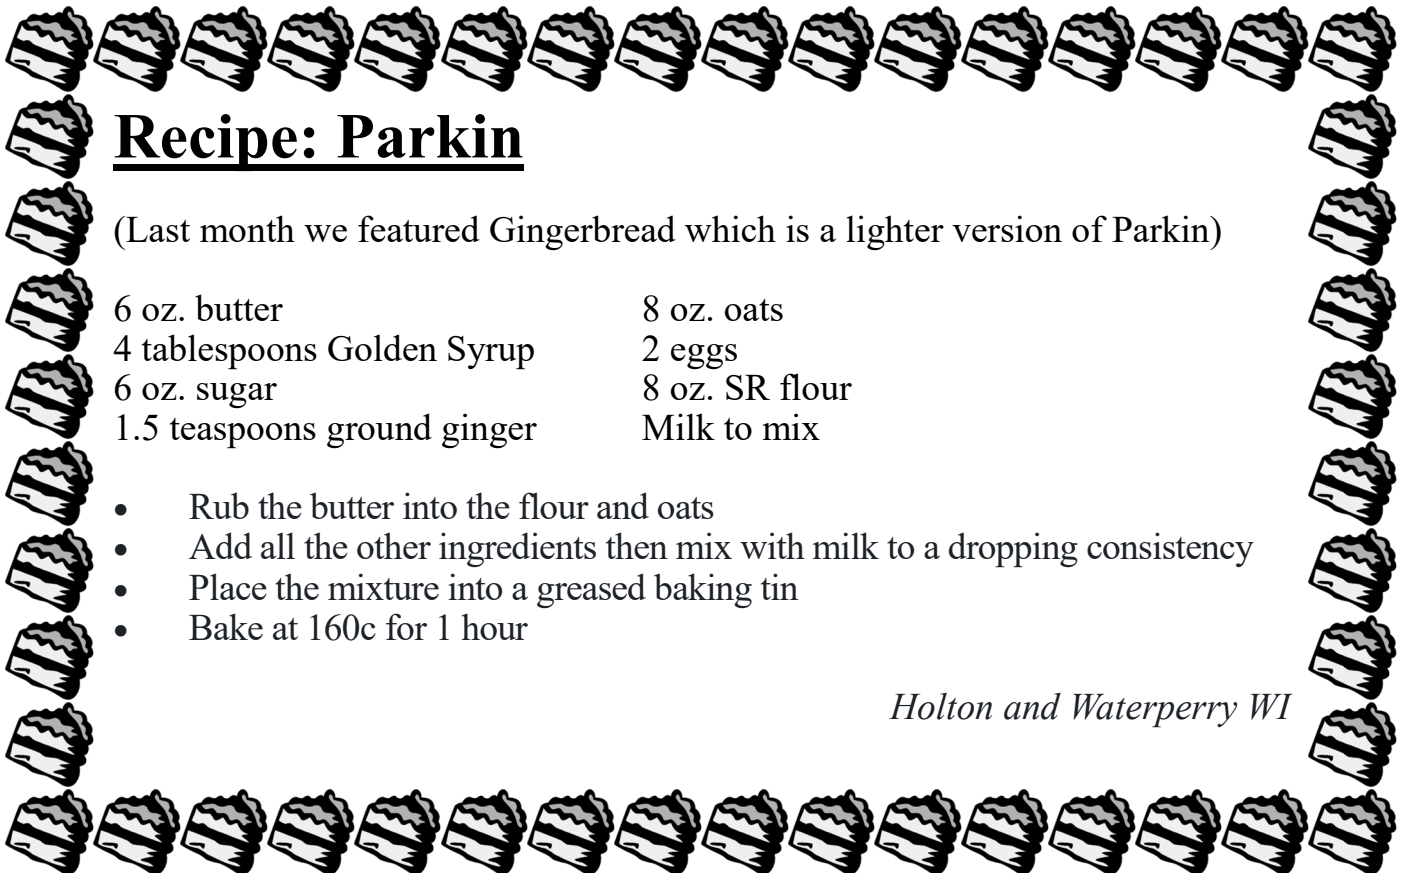 Recipe: Parkin
(Last month we featured Gingerbread which is a lighter version of Parkin)
6 oz. butter 8 oz. oats
4 tablespoons Golden Syrup 2 eggs
6 oz. sugar 8 oz. SR flour
1.5 teaspoons ground ginger Milk to mix
• Rub the butter into the flour and oats
• Add all the other ingredients then mix with milk to a dropping consistency
• Place the mixture into a greased baking tin
• Bake at 160c for 1 hour
Holton and Waterperry WI